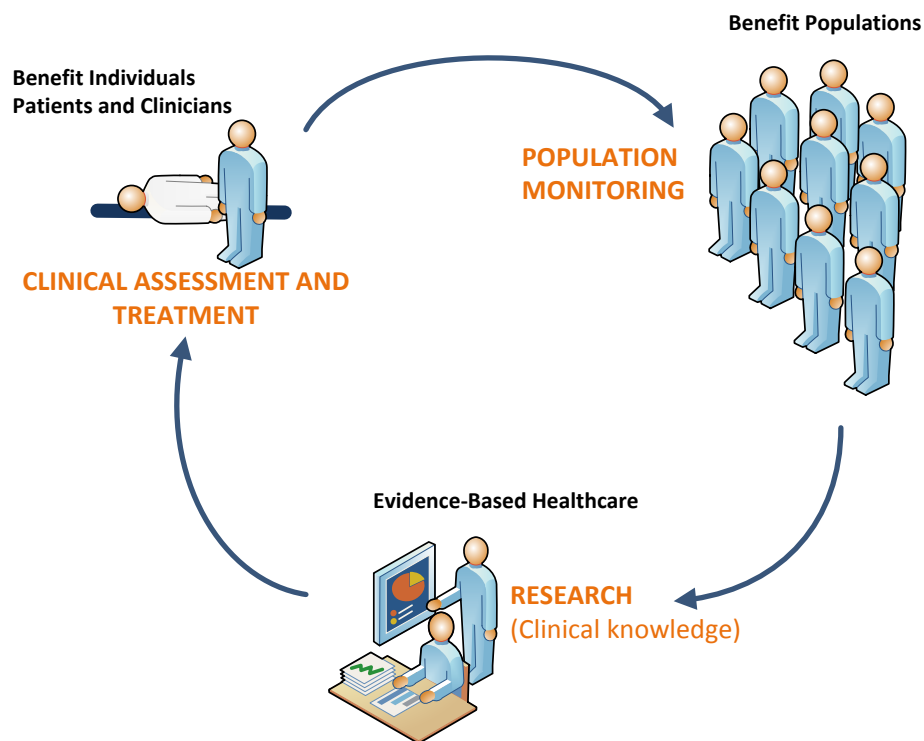 Benefit Populations
Benefit Individuals
Patients and Clinicians
POPULATION
MONITORING
CLINICAL ASSESSMENT AND
TREATMENT
Evidence-Based Healthcare
RESEARCH
(Clinical knowledge)